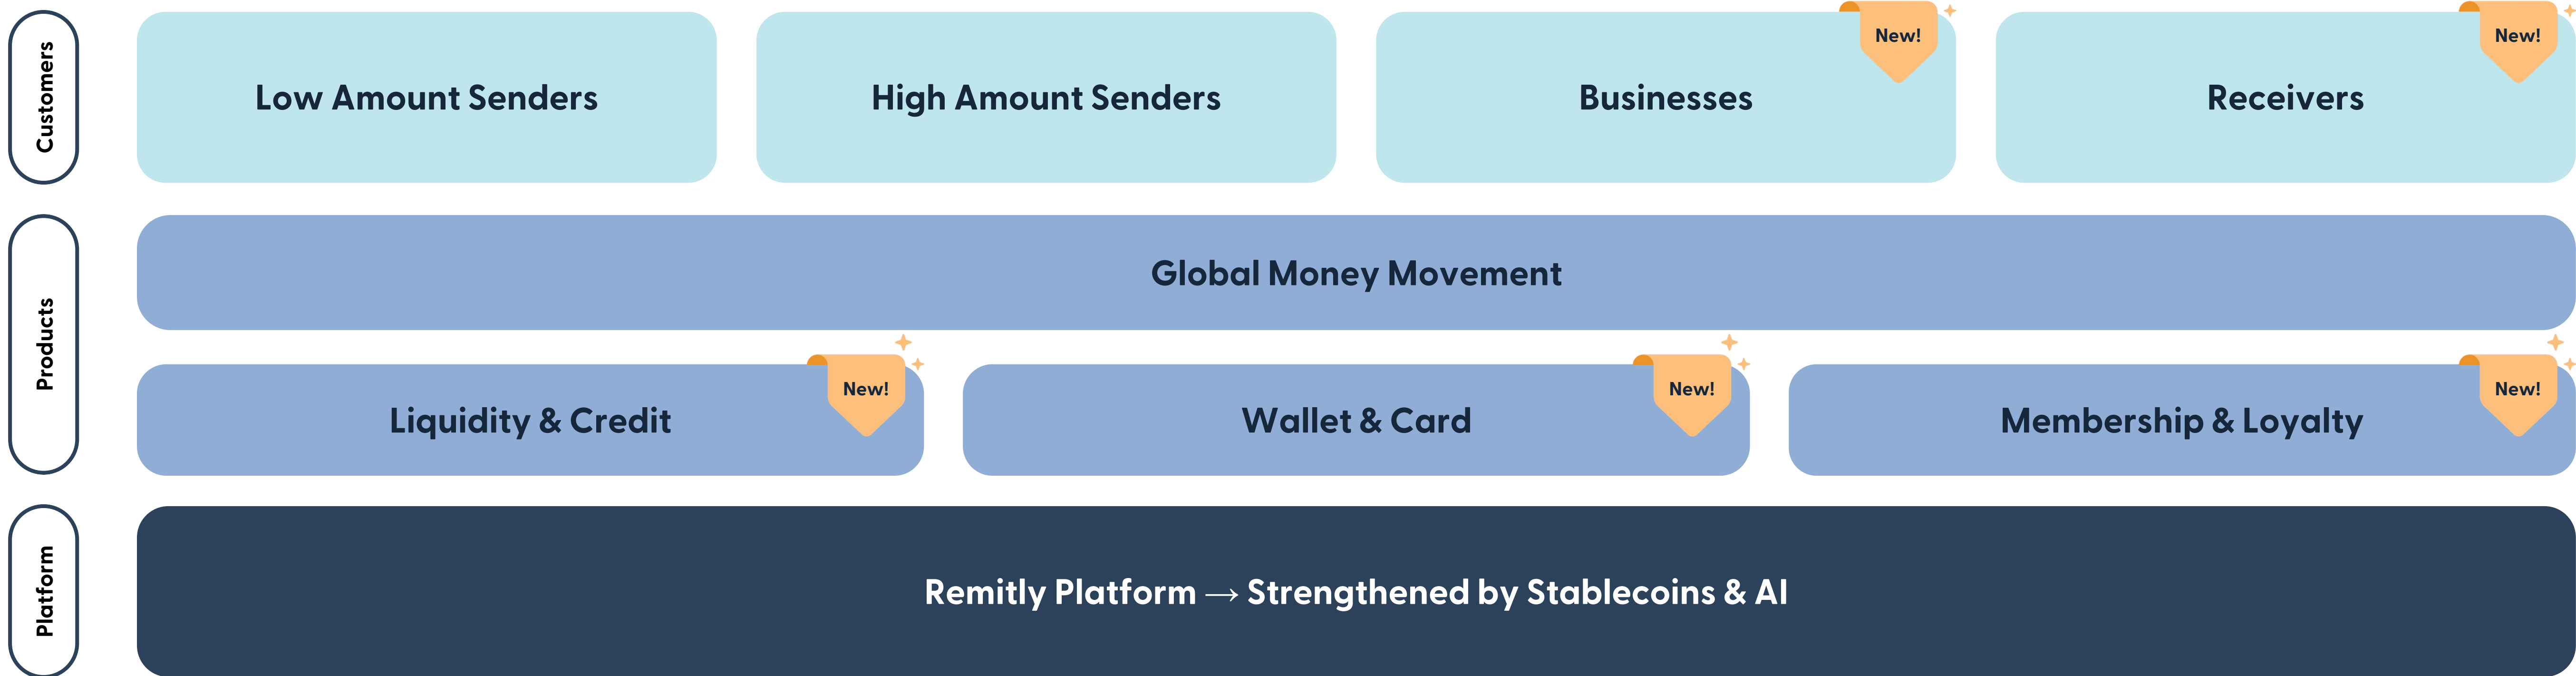 Customers
Low Amount Senders
High Amount Senders
Businesses
New!
Receivers
New!
Products
Global Money Movement
Liquidity & Credit
New!
Wallet & Card
New!
Membership & Loyalty
New!
Platform
Remitly Platform → Strengthened by Stablecoins & AI